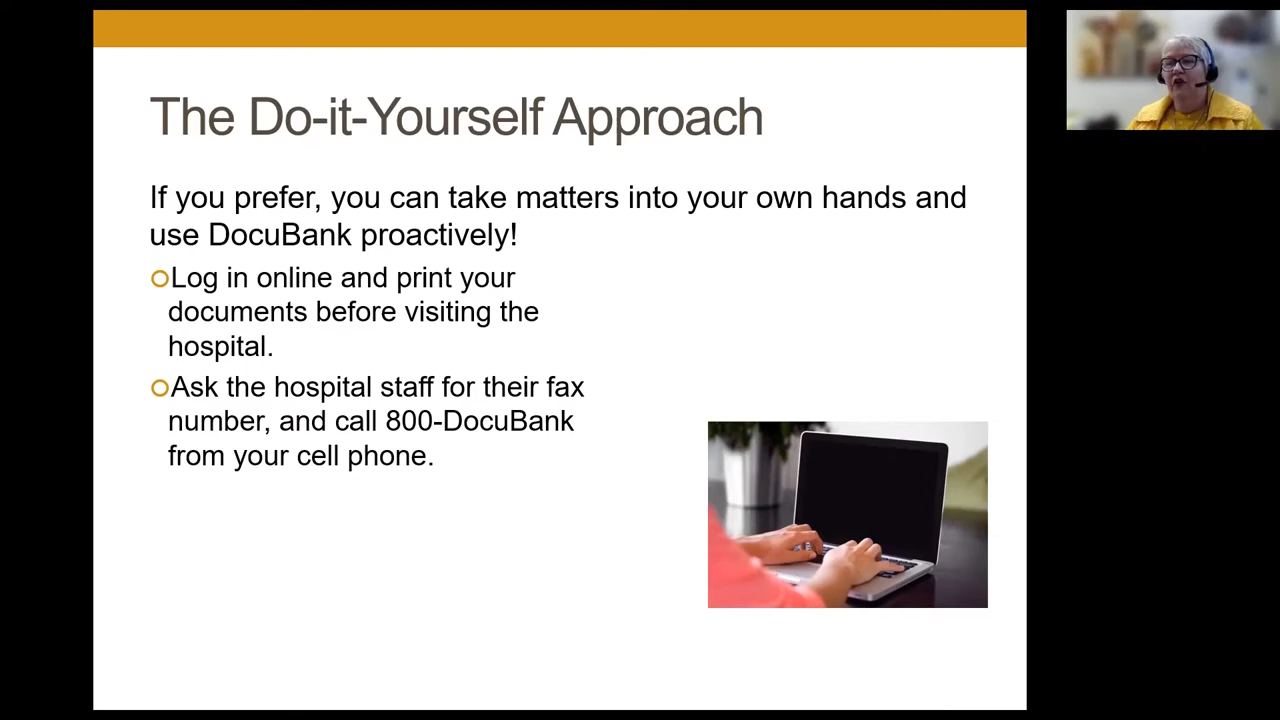 The Do-it-Yourself Approach
If you prefer, you can take matters into your own hands and
use DocuBank proactively!
Log in online and print your
documents before visiting the
hospital.
Ask the hospital staff for their fax
number, and call 800-DocuBank
from your cell phone.